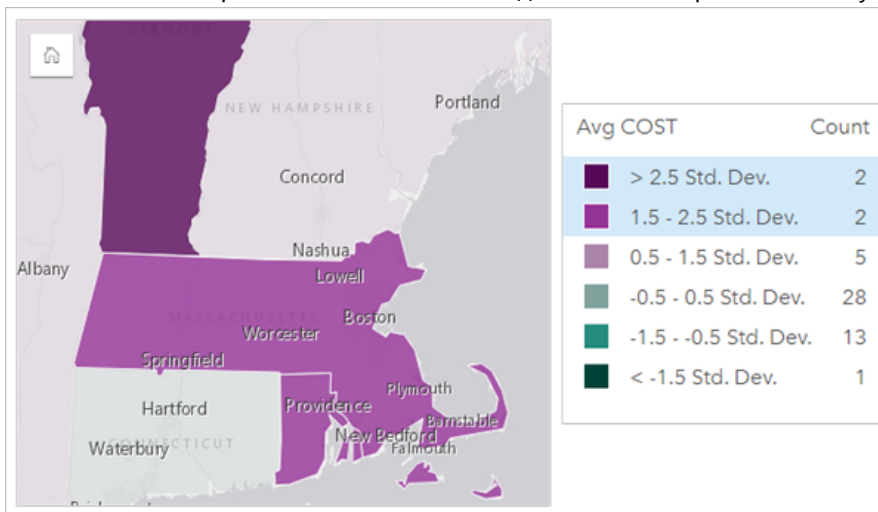 VERMONT
NEW HAMPSHIRE
Portland
Concord
Nashua
Albany
Lowell
MASSACHUSETTS
Boston
Worcester
Springfield
Plymouth
Hartford
Providence
Barnstable
New Bedford
Waterbury
CONNECTICUT
Falmouth
Avg COST Count
> 2.5 Std. Dev. 2
1.5 - 2.5 Std. Dev. 2
0.5 - 1.5 Std. Dev. 5
-0.5 - 0.5 Std. Dev. 28
-1.5 - -0.5 Std. Dev. 13
< -1.5 Std. Dev. 1